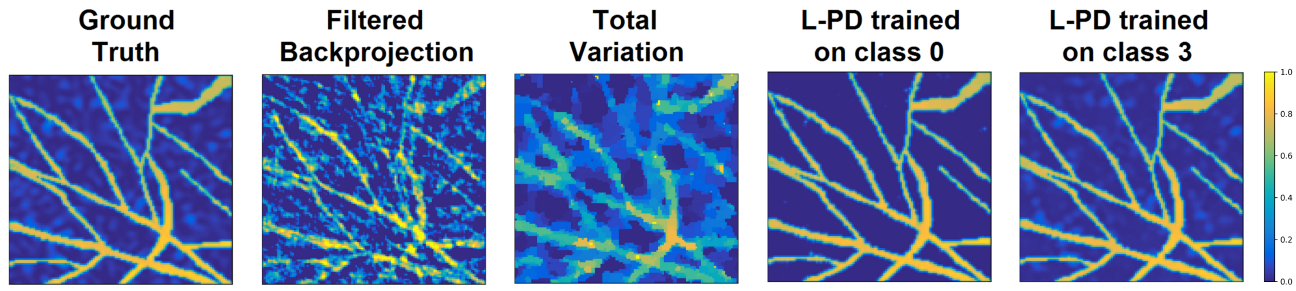 Ground
Truth
Filtered
Backprojection
Total
Variation
L-PD trained
on class 0
L-PD trained
on class 3
1.0
0.8
0.6
0.4
0.2
0.0